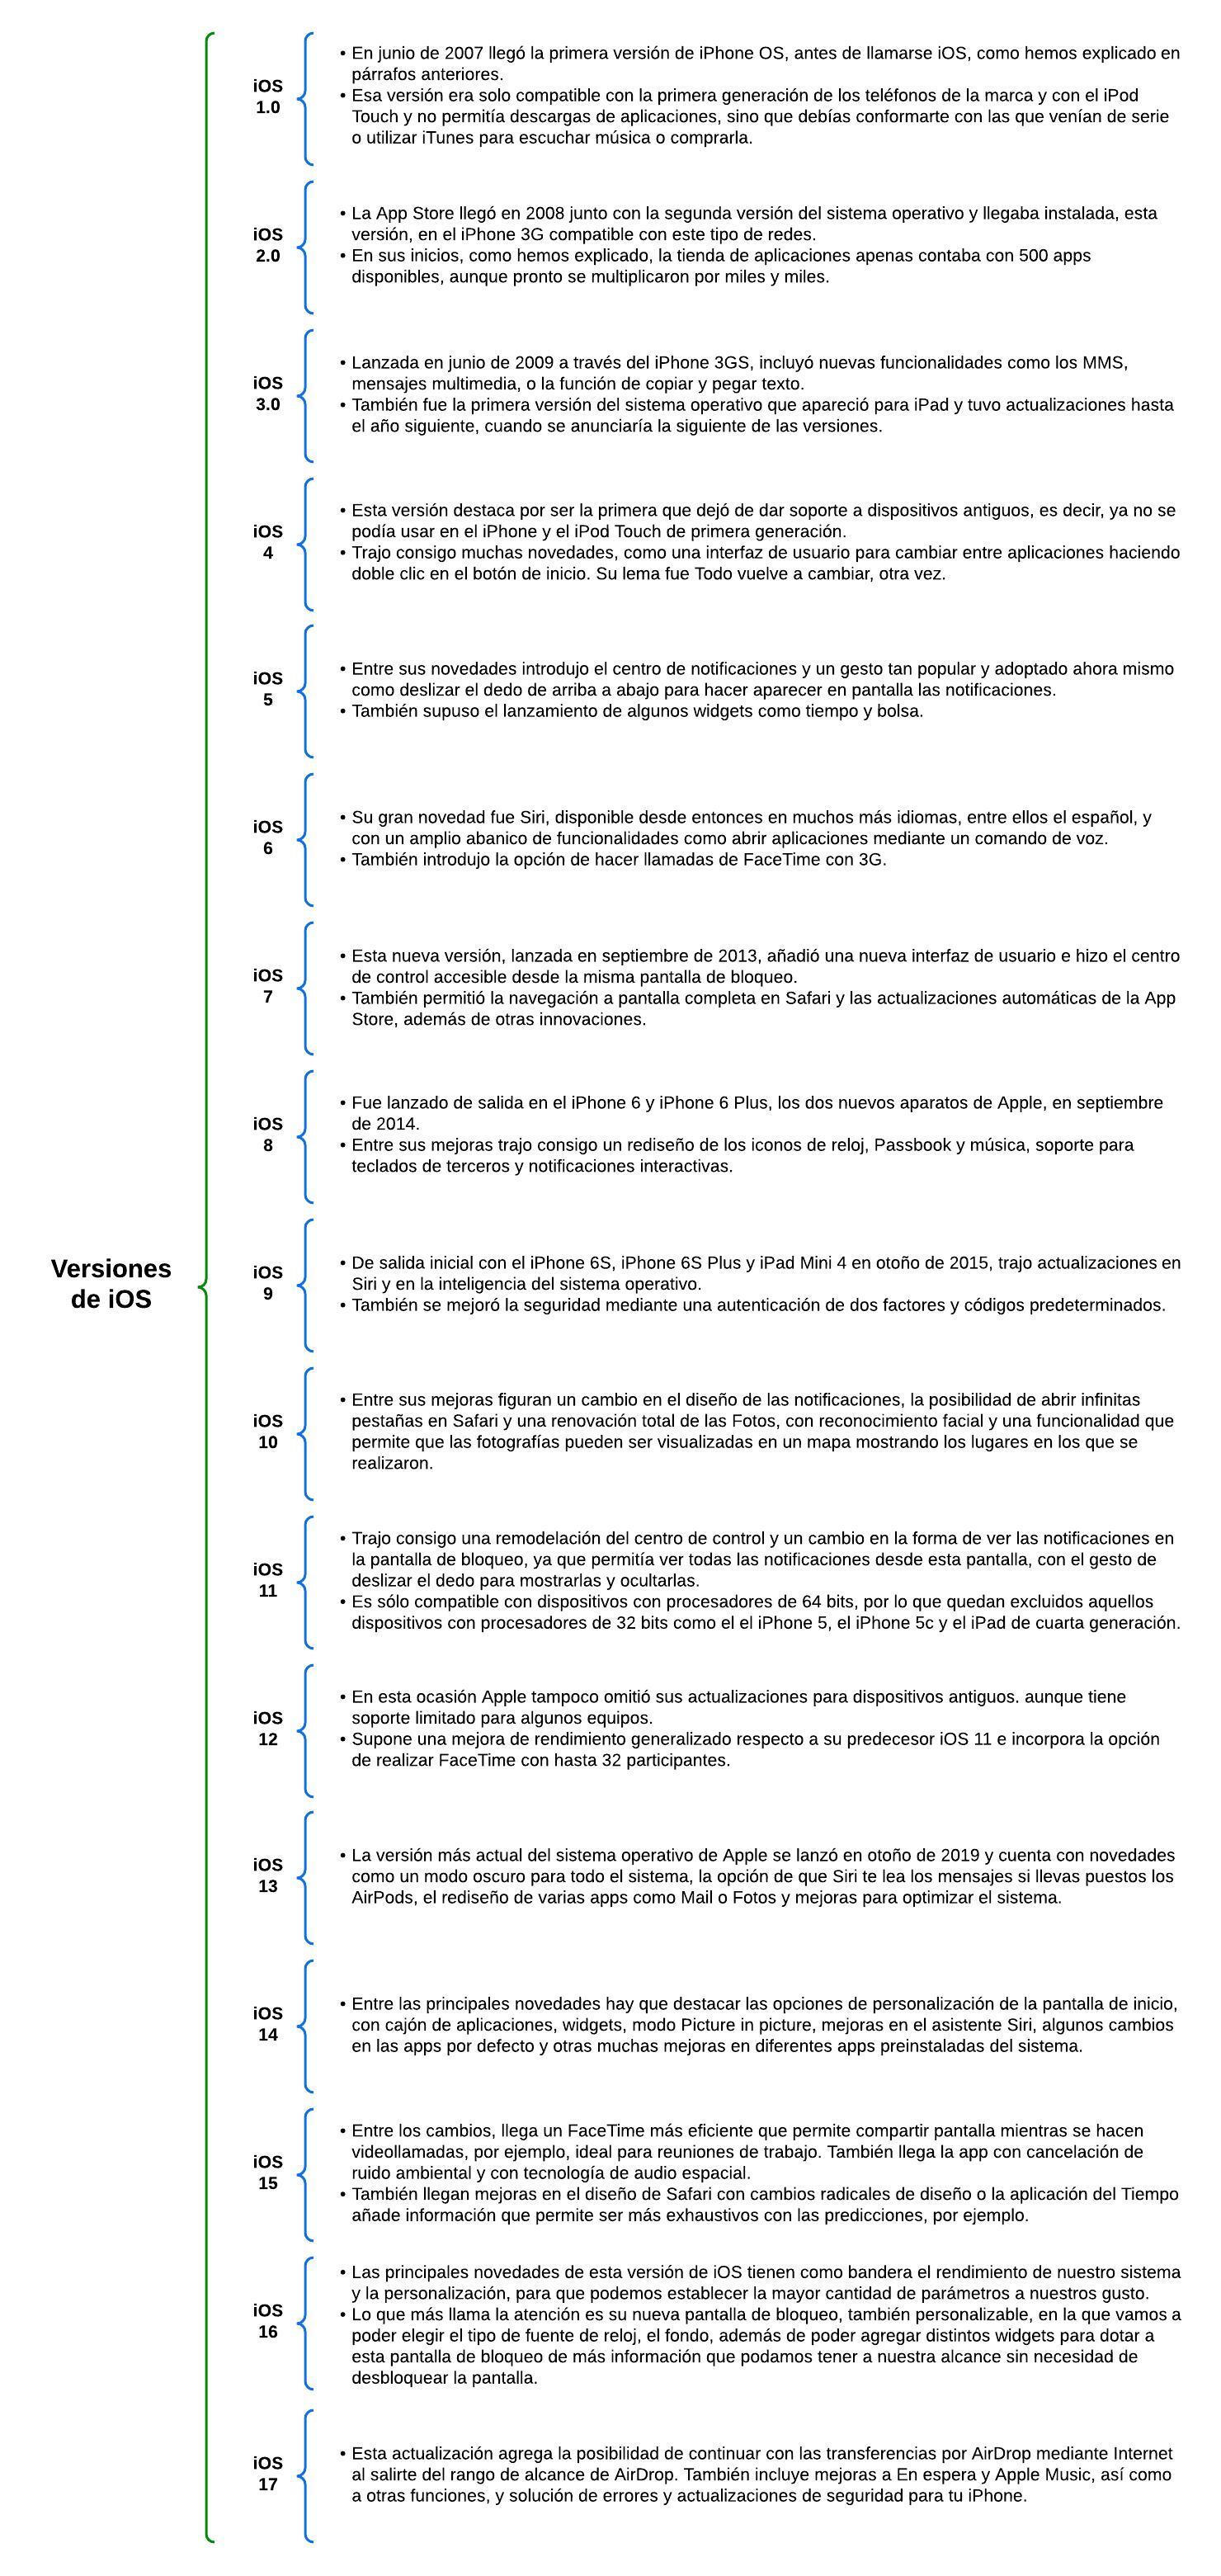 Versiones
de iOS
iOS
1.0
• En junio de 2007 llegó la primera versión de iPhone OS, antes de llamarse iOS, como hemos explicado en
párrafos anteriores.
• Esa versión era solo compatible con la primera generación de los teléfonos de la marca y con el iPod
Touch y no permitía descargas de aplicaciones, sino que debías conformarte con las que venían de serie
o utilizar iTunes para escuchar música o comprarla.
iOS
2.0
• La App Store llegó en 2008 junto con la segunda versión del sistema operativo y llegaba instalada, esta
versión, en el iPhone 3G compatible con este tipo de redes.
• En sus inicios, como hemos explicado, la tienda de aplicaciones apenas contaba con 500 apps
disponibles, aunque pronto se multiplicaron por miles y miles.
iOS
3.0
• Lanzada en junio de 2009 a través del iPhone 3GS, incluyó nuevas funcionalidades como los MMS,
mensajes multimedia, o la función de copiar y pegar texto.
• También fue la primera versión del sistema operativo que apareció para iPad y tuvo actualizaciones hasta
el año siguiente, cuando se anunciaría la siguiente de las versiones.
iOS
4
• Esta versión destaca por ser la primera que dejó de dar soporte a dispositivos antiguos, es decir, ya no se
podía usar en el iPhone y el iPod Touch de primera generación.
• Trajo consigo muchas novedades, como una interfaz de usuario para cambiar entre aplicaciones haciendo
doble clic en el botón de inicio. Su lema fue Todo vuelve a cambiar, otra vez.
iOS
5
• Entre sus novedades introdujo el centro de notificaciones y un gesto tan popular y adoptado ahora mismo
como deslizar el dedo de arriba a abajo para hacer aparecer en pantalla las notificaciones.
• También supuso el lanzamiento de algunos widgets como tiempo y bolsa.
iOS
6
• Su gran novedad fue Siri, disponible desde entonces en muchos más idiomas, entre ellos el español, y
con un amplio abanico de funcionalidades como abrir aplicaciones mediante un comando de voz.
• También introdujo la opción de hacer llamadas de FaceTime con 3G.
iOS
7
• Esta nueva versión, lanzada en septiembre de 2013, añadió una nueva interfaz de usuario e hizo el centro
de control accesible desde la misma pantalla de bloqueo.
• También permitió la navegación a pantalla completa en Safari y las actualizaciones automáticas de la App
Store, además de otras innovaciones.
iOS
8
• Fue lanzado de salida en el iPhone 6 y iPhone 6 Plus, los dos nuevos aparatos de Apple, en septiembre
de 2014.
• Entre sus mejoras trajo consigo un rediseño de los iconos de reloj, Passbook y música, soporte para
teclados de terceros y notificaciones interactivas.
iOS
9
• De salida inicial con el iPhone 6S, iPhone 6S Plus y iPad Mini 4 en otoño de 2015, trajo actualizaciones en
Siri y en la inteligencia del sistema operativo.
• También se mejoró la seguridad mediante una autenticación de dos factores y códigos predeterminados.
iOS
10
• Entre sus mejoras figuran un cambio en el diseño de las notificaciones, la posibilidad de abrir infinitas
pestañas en Safari y una renovación total de las Fotos, con reconocimiento facial y una funcionalidad que
permite que las fotografías pueden ser visualizadas en un mapa mostrando los lugares en los que se
realizaron.
iOS
11
• Trajo consigo una remodelación del centro de control y un cambio en la forma de ver las notificaciones en
la pantalla de bloqueo, ya que permitía ver todas las notificaciones desde esta pantalla, con el gesto de
deslizar el dedo para mostrarlas y ocultarlas.
• Es sólo compatible con dispositivos con procesadores de 64 bits, por lo que quedan excluidos aquellos
dispositivos con procesadores de 32 bits como el el iPhone 5, el iPhone 5c y el iPad de cuarta generación.
iOS
12
• En esta ocasión Apple tampoco omitió sus actualizaciones para dispositivos antiguos. aunque tiene
soporte limitado para algunos equipos.
• Supone una mejora de rendimiento generalizado respecto a su predecesor iOS 11 e incorpora la opción
de realizar FaceTime con hasta 32 participantes.
iOS
13
• La versión más actual del sistema operativo de Apple se lanzó en otoño de 2019 y cuenta con novedades
como un modo oscuro para todo el sistema, la opción de que Siri te lea los mensajes si llevas puestos los
AirPods, el rediseño de varias apps como Mail o Fotos y mejoras para optimizar el sistema.
iOS
14
• Entre las principales novedades hay que destacar las opciones de personalización de la pantalla de inicio,
con cajón de aplicaciones, widgets, modo Picture in picture, mejoras en el asistente Siri, algunos cambios
en las apps por defecto y otras muchas mejoras en diferentes apps preinstaladas del sistema.
iOS
15
• Entre los cambios, llega un FaceTime más eficiente que permite compartir pantalla mientras se hacen
videollamadas, por ejemplo, ideal para reuniones de trabajo. También llega la app con cancelación de
ruido ambiental y con tecnología de audio espacial.
• También llegan mejoras en el diseño de Safari con cambios radicales de diseño o la aplicación del Tiempo
añade información que permite ser más exhaustivos con las predicciones, por ejemplo.
iOS
16
• Las principales novedades de esta versión de iOS tienen como bandera el rendimiento de nuestro sistema
y la personalización, para que podemos establecer la mayor cantidad de parámetros a nuestros gusto.
• Lo que más llama la atención es su nueva pantalla de bloqueo, también personalizable, en la que vamos a
poder elegir el tipo de fuente de reloj, el fondo, además de poder agregar distintos widgets para dotar a
esta pantalla de bloqueo de más información que podamos tener a nuestra alcance sin necesidad de
desbloquear la pantalla.
iOS
17
• Esta actualización agrega la posibilidad de continuar con las transferencias por AirDrop mediante Internet
al salirte del rango de alcance de AirDrop. También incluye mejoras a En espera y Apple Music, así como
a otras funciones, y solución de errores y actualizaciones de seguridad para tu iPhone.